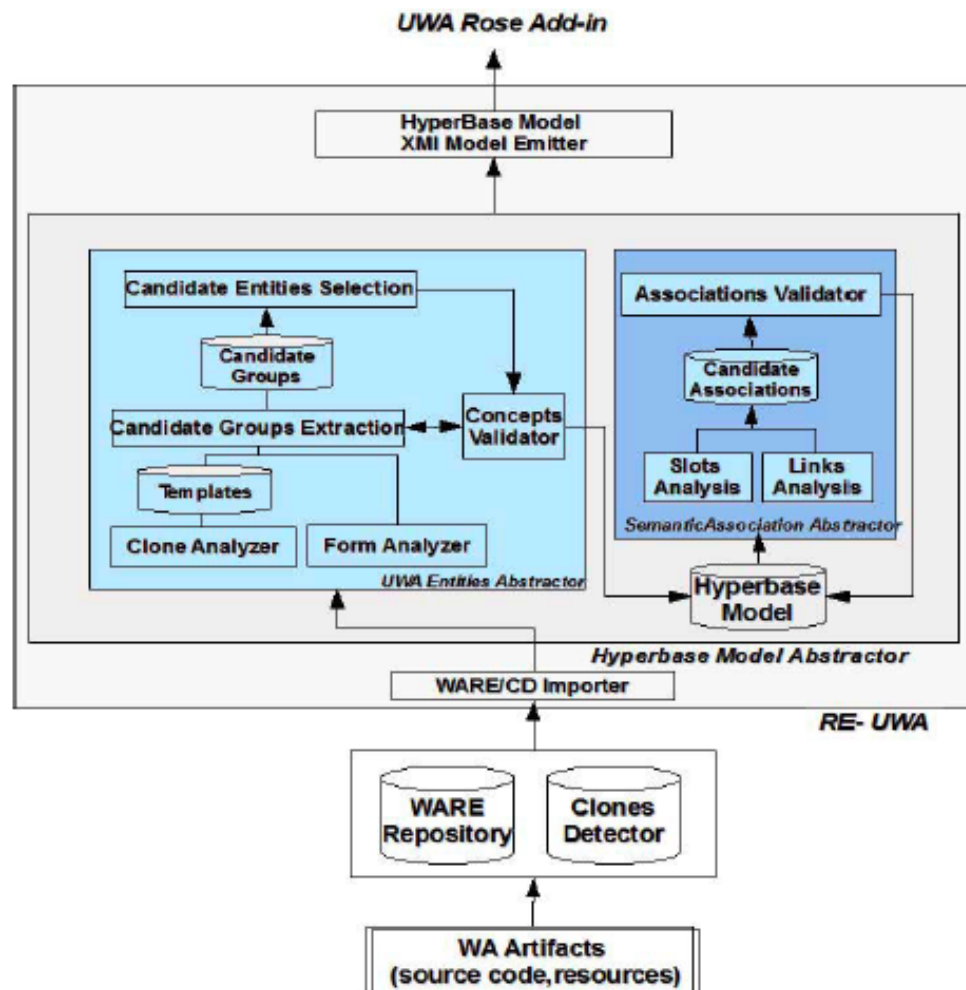 UWA Rose Add-in
HyperBase Model
XMI Model Emitter
Candidate Entities Selection
Candidate
Groups
Candidate Groups Extraction
Concepts
Validator
Templates
Clone Analyzer
Form Analyzer
UWA Entities Abstractor
Associations Validator
Candidate
Associations
Slots
Analysis
Links
Analysis
SemanticAssociation Abstractor
Hyperbase
Model
Hyperbase Model Abstractor
WARE/CD Importer
RE- UWA
WARE
Repository
Clones
Detector
WA Artifacts
(source code,resources)